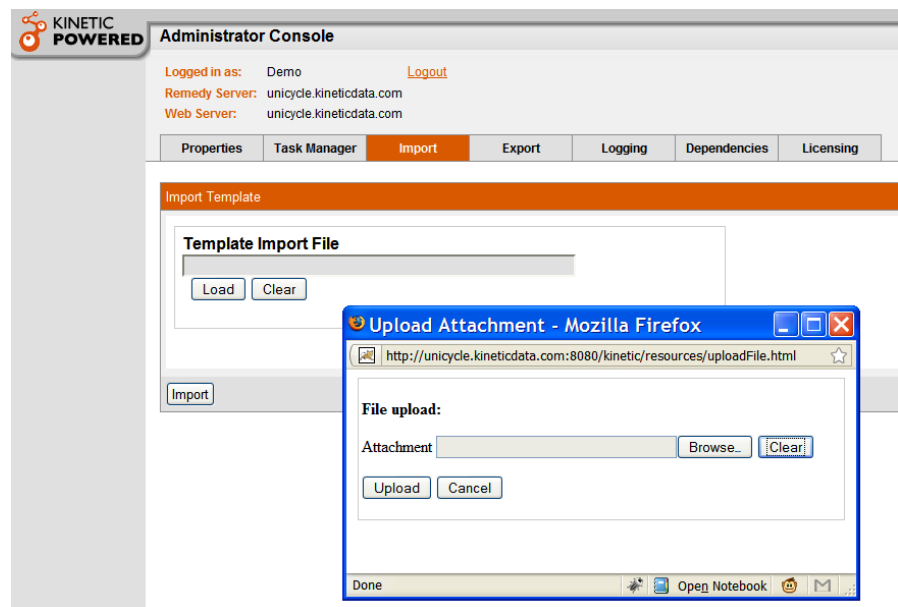 KINETIC
POWERED
Administrator Console
Logged in as: Demo Logout
Remedy Server: unicycle.kineticdata.com
Web Server: unicycle.kineticdata.com
Properties Task Manager Import Export Logging Dependencies Licensing
Import Template
Template Import File
Load Clear
Upload Attachment - Mozilla Firefox
http://unicycle.kineticdata.com:8080/kinetic/resources/uploadFile.html
Import
File upload:
Attachment Browse... Clear
Upload Cancel
Done Open Notebook